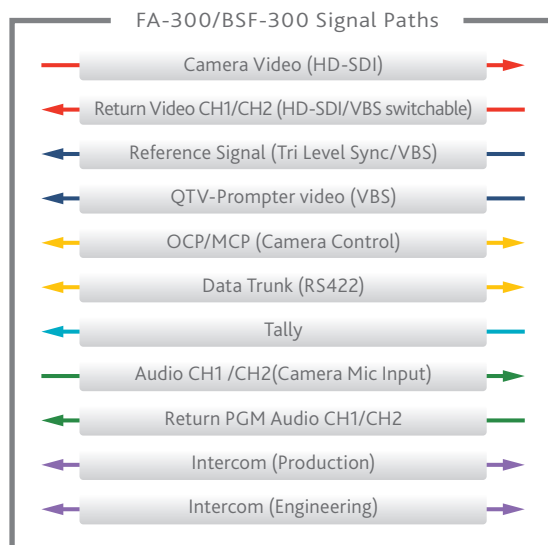 FA-300/BSF-300 Signal Paths
Camera Video (HD-SDI)
Return Video CH1/CH2 (HD-SDI/VBS switchable)
Reference Signal (Tri Level Sync/VBS)
QTV-Prompter video (VBS)
OCP/MCP (Camera Control)
Data Trunk (RS422)
Tally
Audio CH1 /CH2(Camera Mic Input)
Return PGM Audio CH1/CH2
Intercom (Production)
Intercom (Engineering)